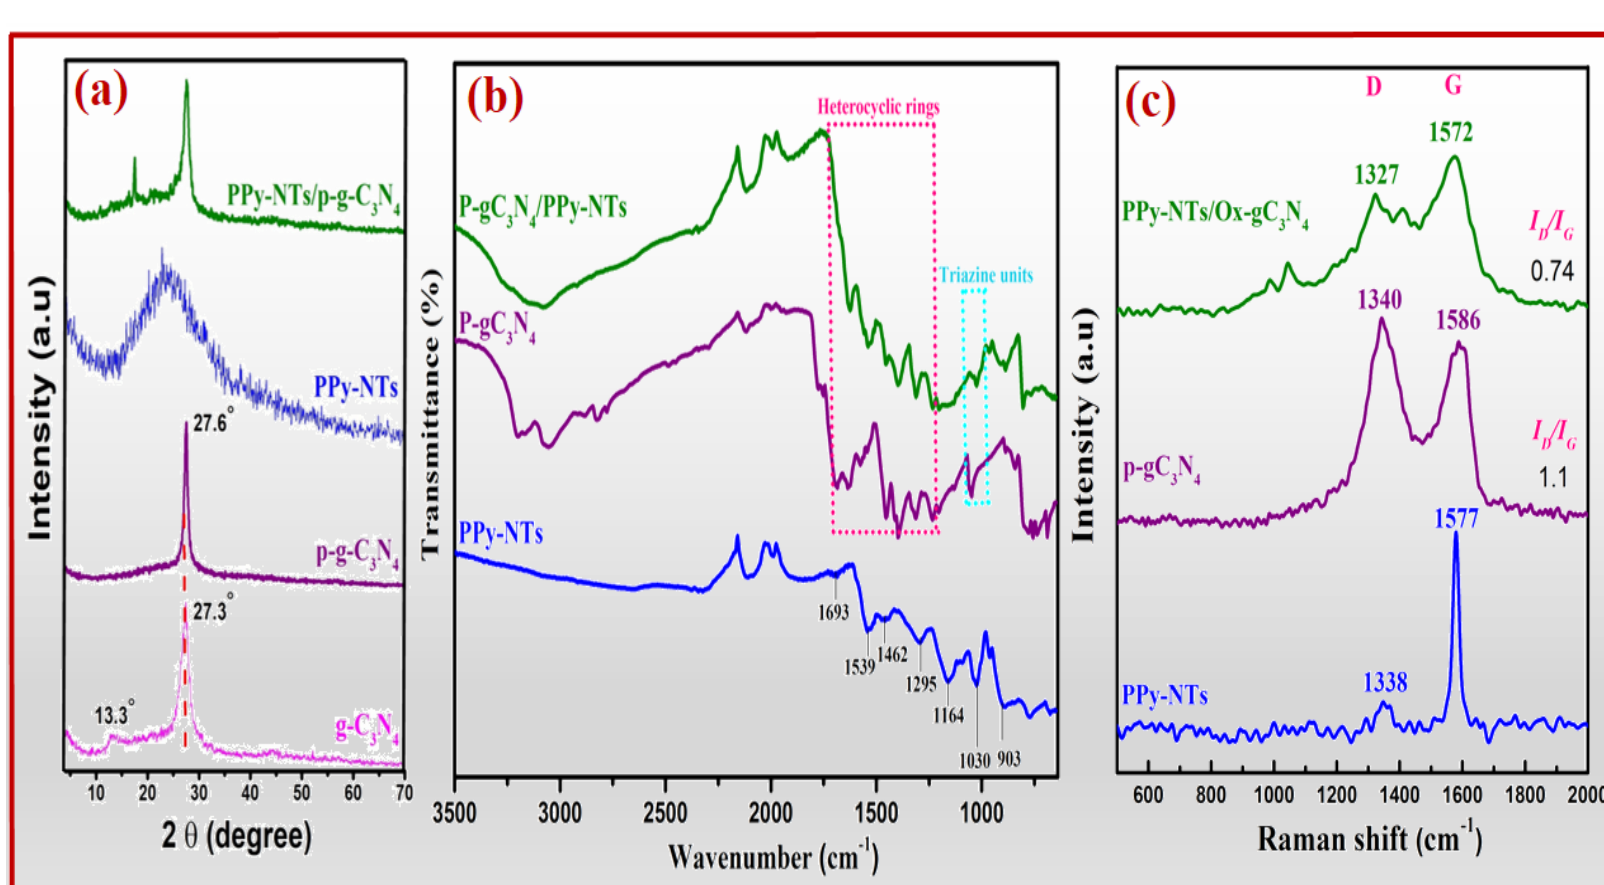 (a)
PPy-NTs/p-g-C₃N₄
PPy-NTs
27.6°
p-g-C₃N₄
27.3°
13.3°
g-C₃N₄
Intensity (a.u)
10 20 30 40 50 60 70
2 θ (degree)
(b)
Heterocyclic rings
P-gC₃N₄/PPy-NTs
Triazine units
P-gC₃N₄
PPy-NTs
1693
1539
1462
1295
1164
1030
903
Transmittance (%)
3500 3000 2500 2000 1500 1000
Wavenumber (cm⁻¹)
(c)
D G
1572
1327
PPy-NTs/Ox-gC₃N₄
I_D/I_G
0.74
1340
1586
p-gC₃N₄
I_D/I_G
1.1
1577
PPy-NTs
1338
Intensity (a.u)
600 800 1000 1200 1400 1600 1800 2000
Raman shift (cm⁻¹)